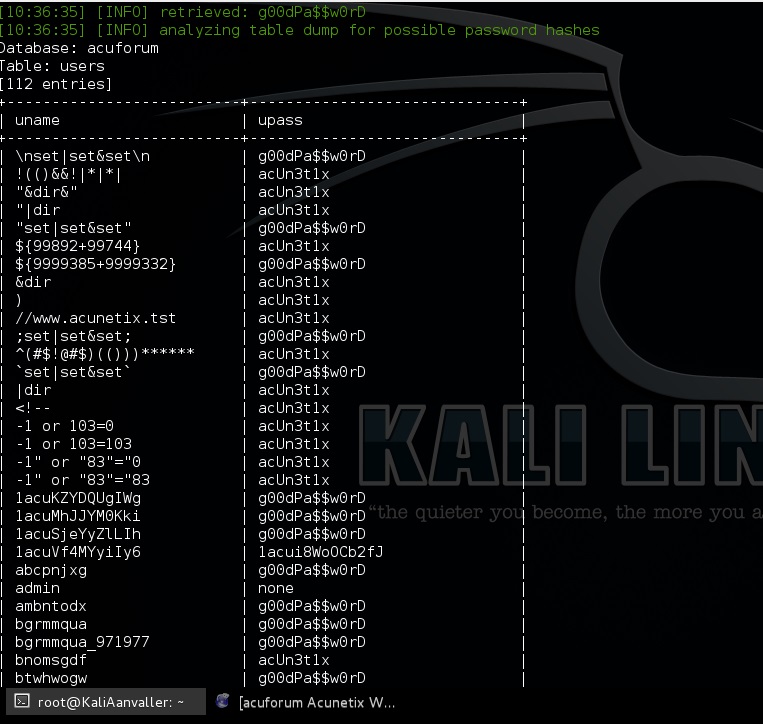 [10:36:35] [INFO] retrieved: g00dPa$$w0rD
[10:36:35] [INFO] analyzing table dump for possible password hashes
Database: acuforum
Table: users
[112 entries]
+-------------------------+-----------------------------+
| uname | upass |
+-------------------------+-----------------------------+
| \nset|set&set\n | g00dPa$$w0rD |
| !(()&&!|*|*| | acUn3t1x |
| "&dir&" | acUn3t1x |
| "|dir | acUn3t1x |
| "set|set&set" | g00dPa$$w0rD |
| ${99892+99744} | acUn3t1x |
| ${9999385+9999332} | g00dPa$$w0rD |
| &dir | acUn3t1x |
| ) | acUn3t1x |
| //www.acunetix.tst | acUn3t1x |
| ;set|set&set; | g00dPa$$w0rD |
| ^(#$!@#$)(()))****** | acUn3t1x |
| `set|set&set` | g00dPa$$w0rD |
| |dir | acUn3t1x |
| <!-- | acUn3t1x |
| -1 or 103=0 | acUn3t1x |
| -1 or 103=103 | acUn3t1x |
| -1" or "83"="0 | acUn3t1x |
| -1" or "83"="83 | acUn3t1x |
| 1acuKZYDQUgIWg | g00dPa$$w0rD |
| 1acuMhJJYM0Kki | g00dPa$$w0rD |
| 1acuSjeYyZlLIh | g00dPa$$w0rD |
| 1acuVf4MYyiIy6 | 1acui8WoOCb2fJ |
| abcpnjxg | g00dPa$$w0rD |
| admin | none |
| ambntodx | g00dPa$$w0rD |
| bgrmmqua | g00dPa$$w0rD |
| bgrmmqua_971977 | g00dPa$$w0rD |
| bnomsgdf | acUn3t1x |
| btwhwogw | g00dPa$$w0rD |
KALI LIN
“the quieter you become, the more you a
root@KaliAanvaller: ~
[acuforum Acunetix W...